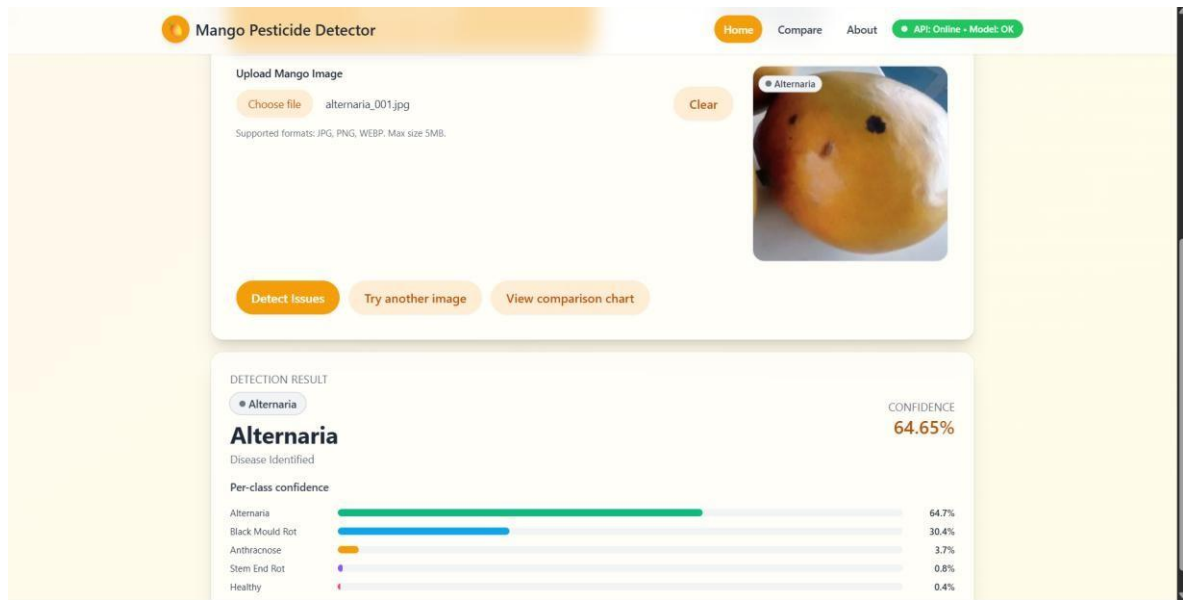 Mango Pesticide Detector
Home Compare About API: Online • Model: OK
Upload Mango Image
Choose file alternaria_001.jpg
Clear
Alternaria
Supported formats: JPG, PNG, WEBP. Max size 5MB.
Detect Issues Try another image View comparison chart
DETECTION RESULT
Alternaria
Alternaria
Disease Identified
CONFIDENCE
64.65%
Per-class confidence
Alternaria 64.7%
Black Mould Rot 30.4%
Anthracnose 3.7%
Stem End Rot 0.8%
Healthy 0.4%